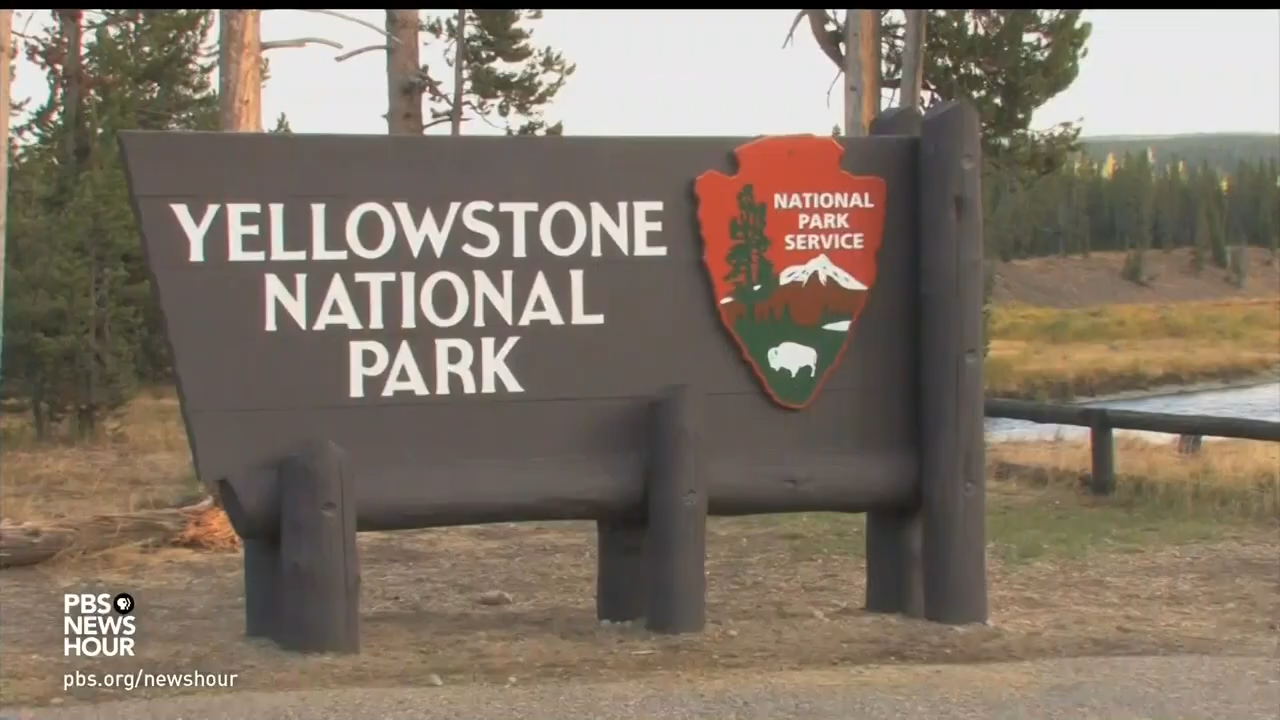 YELLOWSTONE
NATIONAL
PARK
NATIONAL
PARK
SERVICE
PBS
NEWS
HOUR
pbs.org/newshour